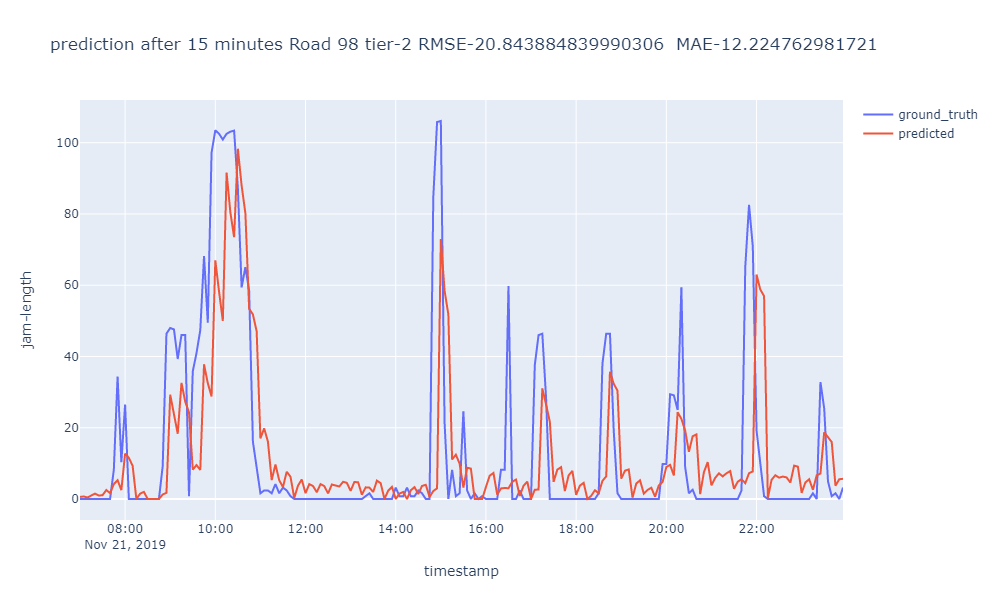 prediction after 15 minutes Road 98 tier-2 RMSE-20.843884839990306  MAE-12.224762981721
ground_truth
predicted
100
80
60
40
20
0
jam-length
08:00 10:00 12:00 14:00 16:00 18:00 20:00 22:00
Nov 21, 2019
timestamp